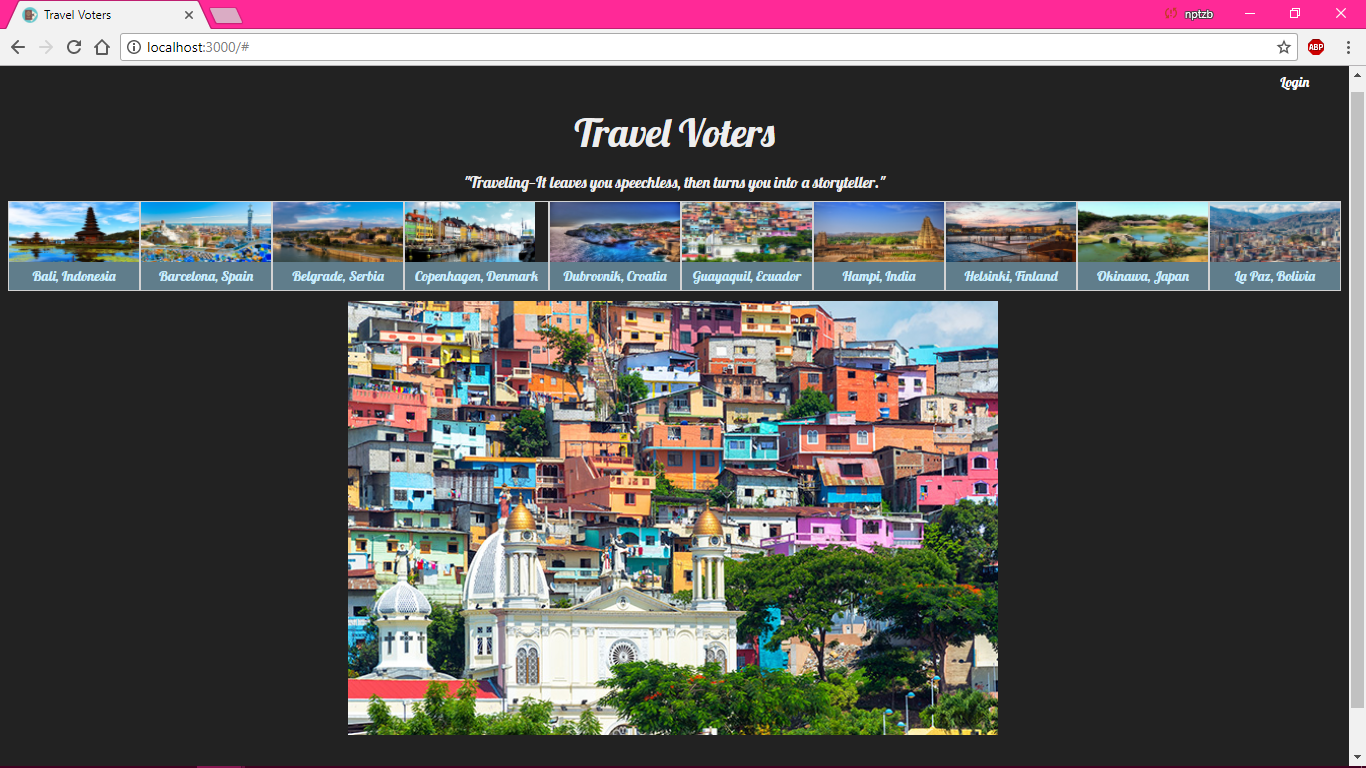 Travel Voters
nptzb
localhost:3000/#
ABP
Login
Travel Voters
"Traveling—It leaves you speechless, then turns you into a storyteller."
Bali, Indonesia
Barcelona, Spain
Belgrade, Serbia
Copenhagen, Denmark
Dubrovnik, Croatia
Guayaquil, Ecuador
Hampi, India
Helsinki, Finland
Okinawa, Japan
La Paz, Bolivia